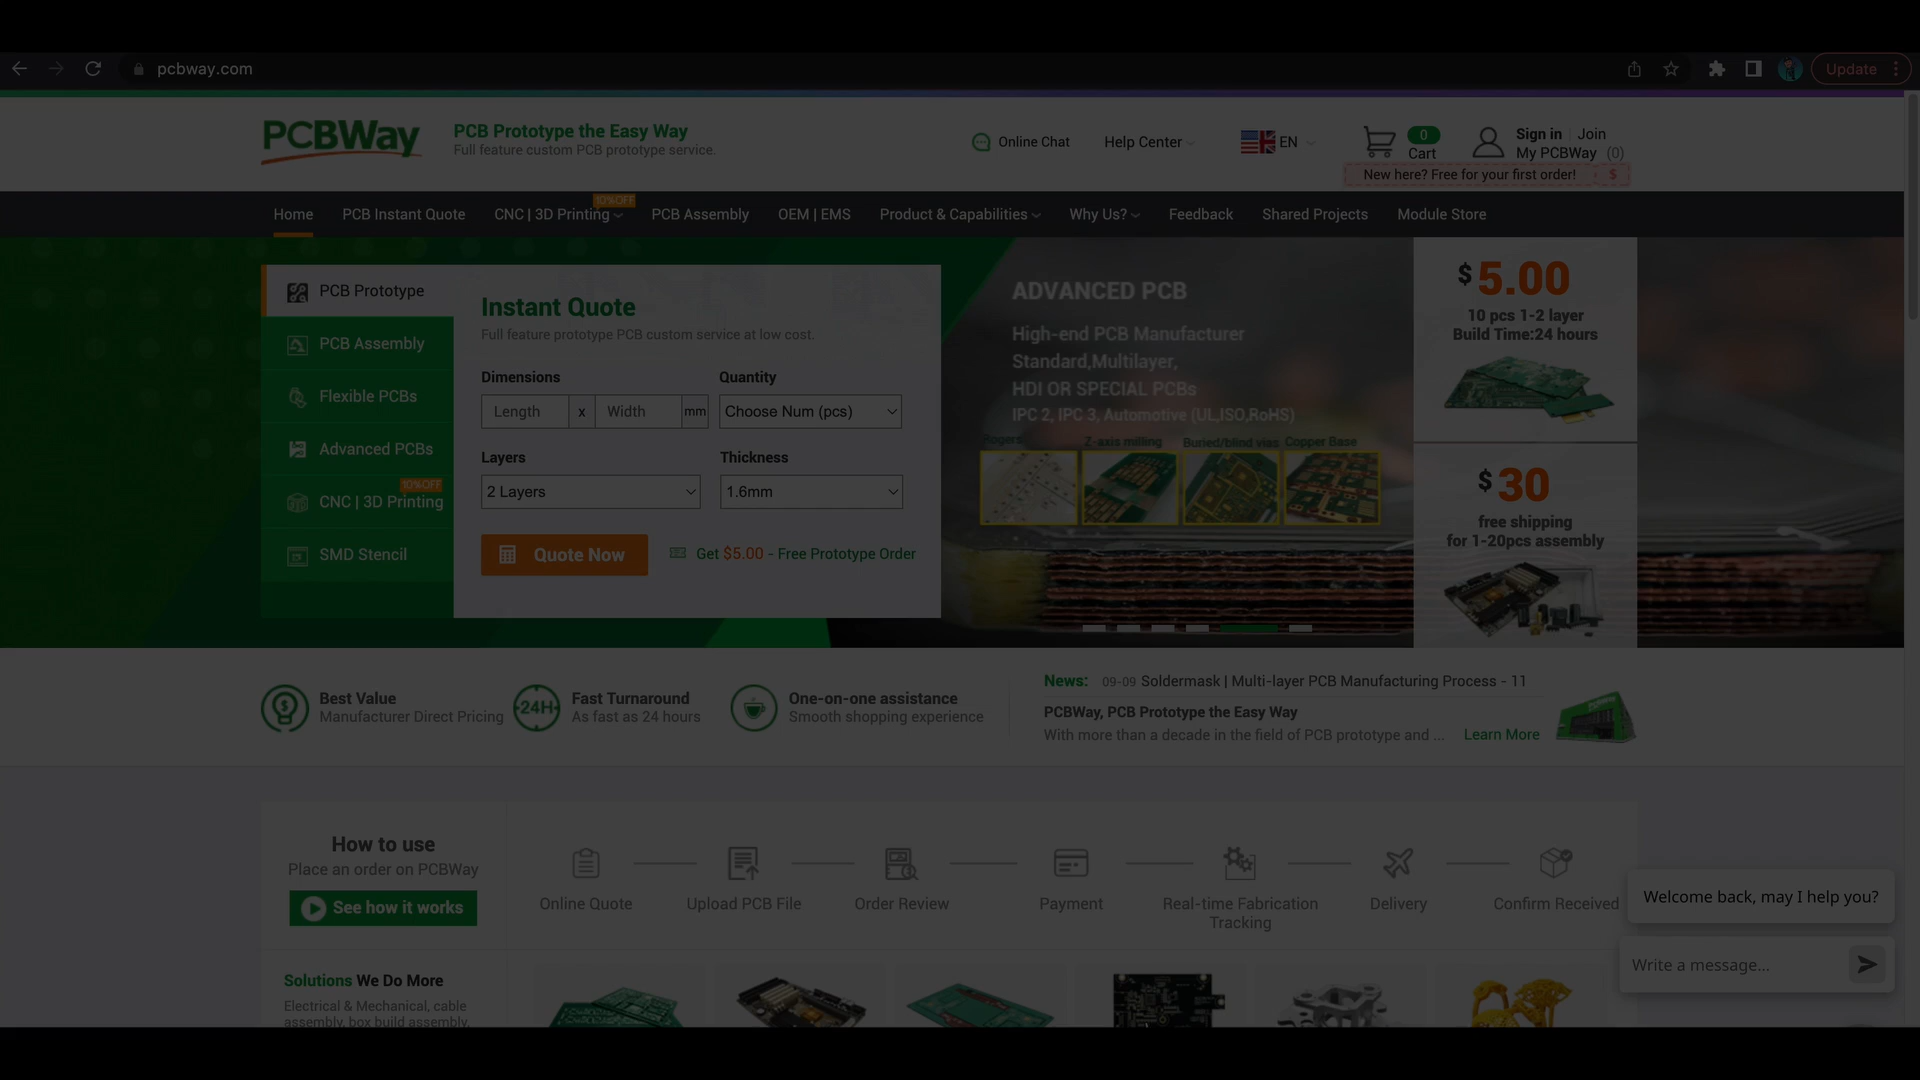 pcbway.com
Update
PCBWay
PCB Prototype the Easy Way
Full feature custom PCB prototype service.
Online Chat
Help Center
EN
0
Cart
Sign in | Join
My PCBWay (0)
New here? Free for your first order!
$
Home
PCB Instant Quote
CNC | 3D Printing
10%OFF
PCB Assembly
OEM | EMS
Product & Capabilities
Why Us?
Feedback
Shared Projects
Module Store
PCB Prototype
PCB Assembly
Flexible PCBs
Advanced PCBs
10%OFF
CNC | 3D Printing
SMD Stencil
Instant Quote
Full feature prototype PCB custom service at low cost.
Dimensions
Quantity
Length x Width mm
Choose Num (pcs)
Layers
Thickness
2 Layers
1.6mm
Quote Now
Get $5.00 - Free Prototype Order
ADVANCED PCB
High-end PCB Manufacturer
Standard,Multilayer,
HDI OR SPECIAL PCBs
IPC 2, IPC 3, Automotive (UL,ISO,RoHS)
Rogers
Z-axis milling
Buried/blind vias
Copper Base
$5.00
10 pcs 1-2 layer
Build Time:24 hours
$30
free shipping
for 1-20pcs assembly
Best Value
Manufacturer Direct Pricing
24H
Fast Turnaround
As fast as 24 hours
One-on-one assistance
Smooth shopping experience
News: 09-09 Soldermask | Multi-layer PCB Manufacturing Process - 11
PCBWay, PCB Prototype the Easy Way
With more than a decade in the field of PCB prototype and ...
Learn More
How to use
Place an order on PCBWay
See how it works
Online Quote
Upload PCB File
Order Review
Payment
Real-time Fabrication
Tracking
Delivery
Confirm Received
Welcome back, may I help you?
Write a message...
Solutions We Do More
Electrical & Mechanical, cable
assembly, box build assembly,